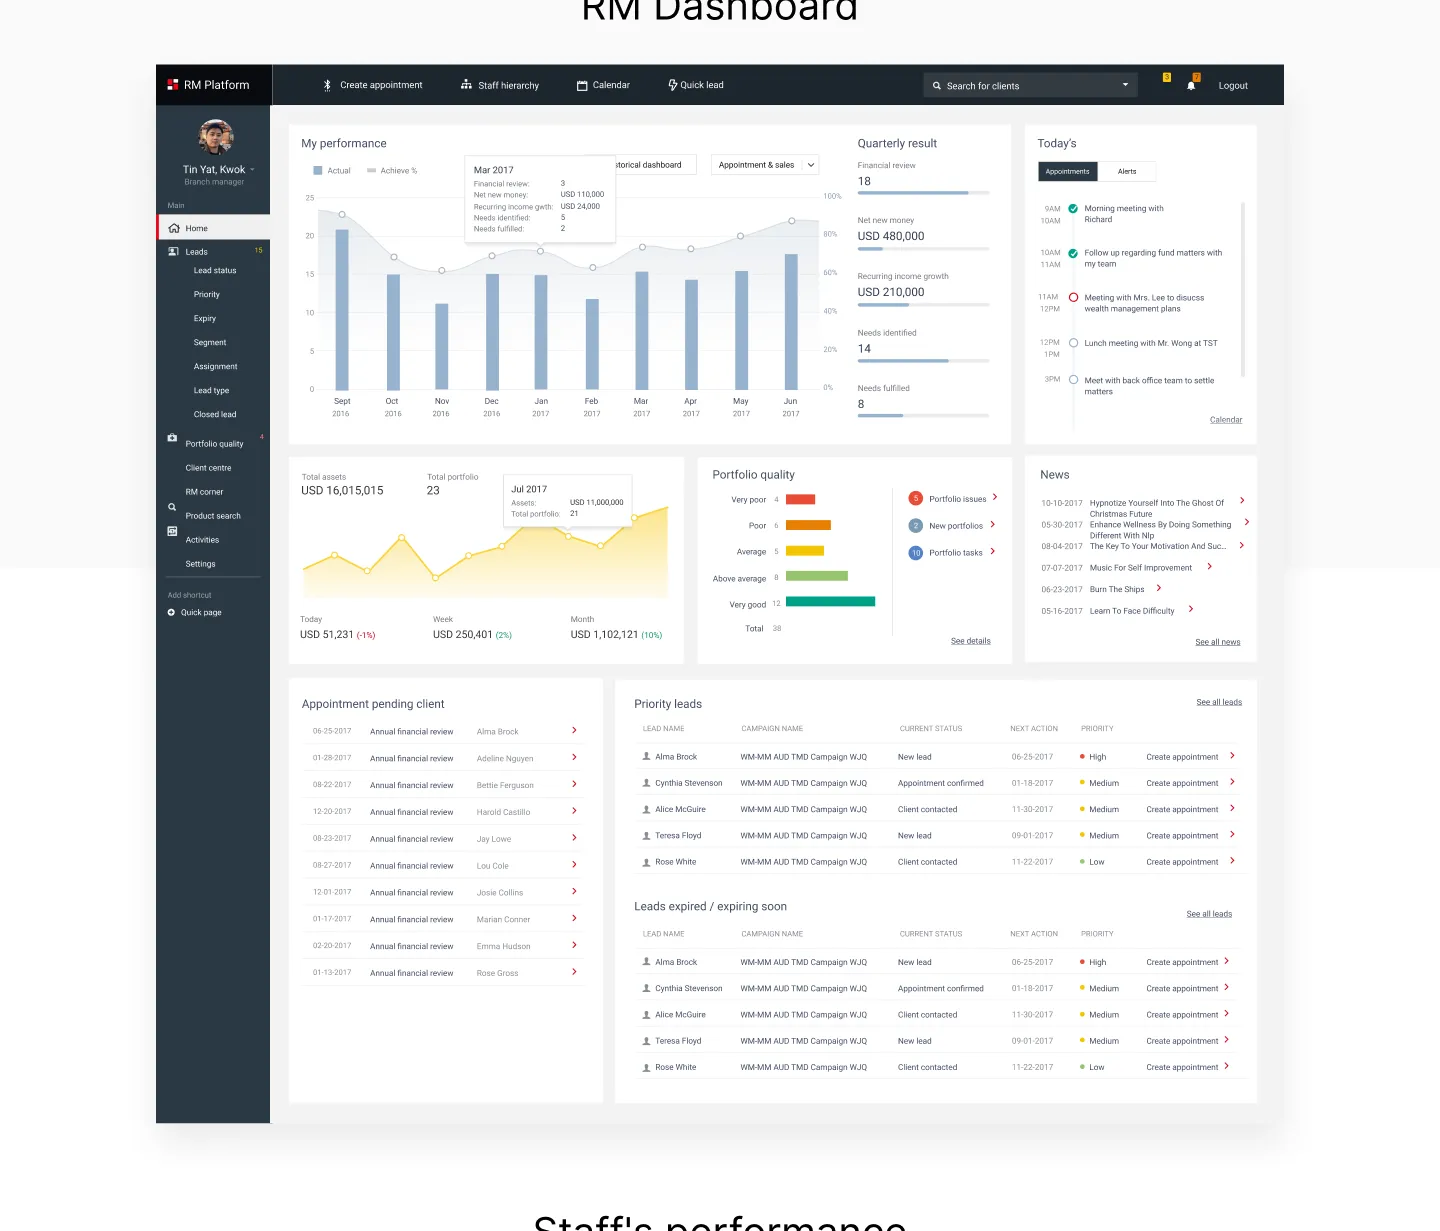 RM Dashboard
RM Platform
Create appointment
Staff hierarchy
Calendar
Quick lead
Search for clients
3
7
Logout
Tin Yat, Kwok
Branch manager
Main
Home
Leads 15
Lead status
Priority
Expiry
Segment
Assignment
Lead type
Closed lead
Portfolio quality 4
Client centre
RM corner
Product search
Activities
Settings
Add shortcut
Quick page
My performance
Actual
Achieve %
storical dashboard
Appointment & sales
Mar 2017
Financial review: 3
Net new money: USD 110,000
Recurring income gwth: USD 24,000
Needs identified: 5
Needs fulfilled: 2
25
20
15
10
5
0
100%
80%
60%
40%
20%
0%
Sept Oct Nov Dec Jan Feb Mar Apr May Jun
2016 2016 2016 2016 2017 2017 2017 2017 2017 2017
Quarterly result
Financial review
18
Net new money
USD 480,000
Recurring income growth
USD 210,000
Needs identified
14
Needs fulfilled
8
Today's
Appointments
Alerts
9AM Morning meeting with
10AM Richard
10AM Follow up regarding fund matters with
11AM my team
11AM Meeting with Mrs. Lee to disucss
12PM wealth management plans
12PM Lunch meeting with Mr. Wong at TST
1PM
3PM Meet with back office team to settle
matters
Calendar
Total assets
USD 16,015,015
Total portfolio
23
Jul 2017
Assets: USD 11,000,000
Total portfolio: 21
Today
USD 51,231 (-1%)
Week
USD 250,401 (2%)
Month
USD 1,102,121 (10%)
Portfolio quality
Very poor 4
Poor 6
Average 5
Above average 8
Very good 12
Total 38
5 Portfolio issues
2 New portfolios
10 Portfolio tasks
See details
News
10-10-2017 Hypnotize Yourself Into The Ghost Of
Christmas Future
05-30-2017 Enhance Wellness By Doing Something
Different With Nlp
08-04-2017 The Key To Your Motivation And Suc...
07-07-2017 Music For Self Improvement
06-23-2017 Burn The Ships
05-16-2017 Learn To Face Difficulty
See all news
Appointment pending client
06-25-2017 Annual financial review Alma Brock
01-28-2017 Annual financial review Adeline Nguyen
08-22-2017 Annual financial review Bettie Ferguson
12-20-2017 Annual financial review Harold Castillo
08-23-2017 Annual financial review Jay Lowe
08-27-2017 Annual financial review Lou Cole
12-01-2017 Annual financial review Josie Collins
01-17-2017 Annual financial review Marian Conner
02-20-2017 Annual financial review Emma Hudson
01-13-2017 Annual financial review Rose Gross
Priority leads
See all leads
LEAD NAME CAMPAIGN NAME CURRENT STATUS NEXT ACTION PRIORITY
Alma Brock WM-MM AUD TMD Campaign WJQ New lead 06-25-2017 High Create appointment
Cynthia Stevenson WM-MM AUD TMD Campaign WJQ Appointment confirmed 01-18-2017 Medium Create appointment
Alice McGuire WM-MM AUD TMD Campaign WJQ Client contacted 11-30-2017 Medium Create appointment
Teresa Floyd WM-MM AUD TMD Campaign WJQ New lead 09-01-2017 Medium Create appointment
Rose White WM-MM AUD TMD Campaign WJQ Client contacted 11-22-2017 Low Create appointment
Leads expired / expiring soon
See all leads
LEAD NAME CAMPAIGN NAME CURRENT STATUS NEXT ACTION PRIORITY
Alma Brock WM-MM AUD TMD Campaign WJQ New lead 06-25-2017 High Create appointment
Cynthia Stevenson WM-MM AUD TMD Campaign WJQ Appointment confirmed 01-18-2017 Medium Create appointment
Alice McGuire WM-MM AUD TMD Campaign WJQ Client contacted 11-30-2017 Medium Create appointment
Teresa Floyd WM-MM AUD TMD Campaign WJQ New lead 09-01-2017 Medium Create appointment
Rose White WM-MM AUD TMD Campaign WJQ Client contacted 11-22-2017 Low Create appointment
Staff's performance